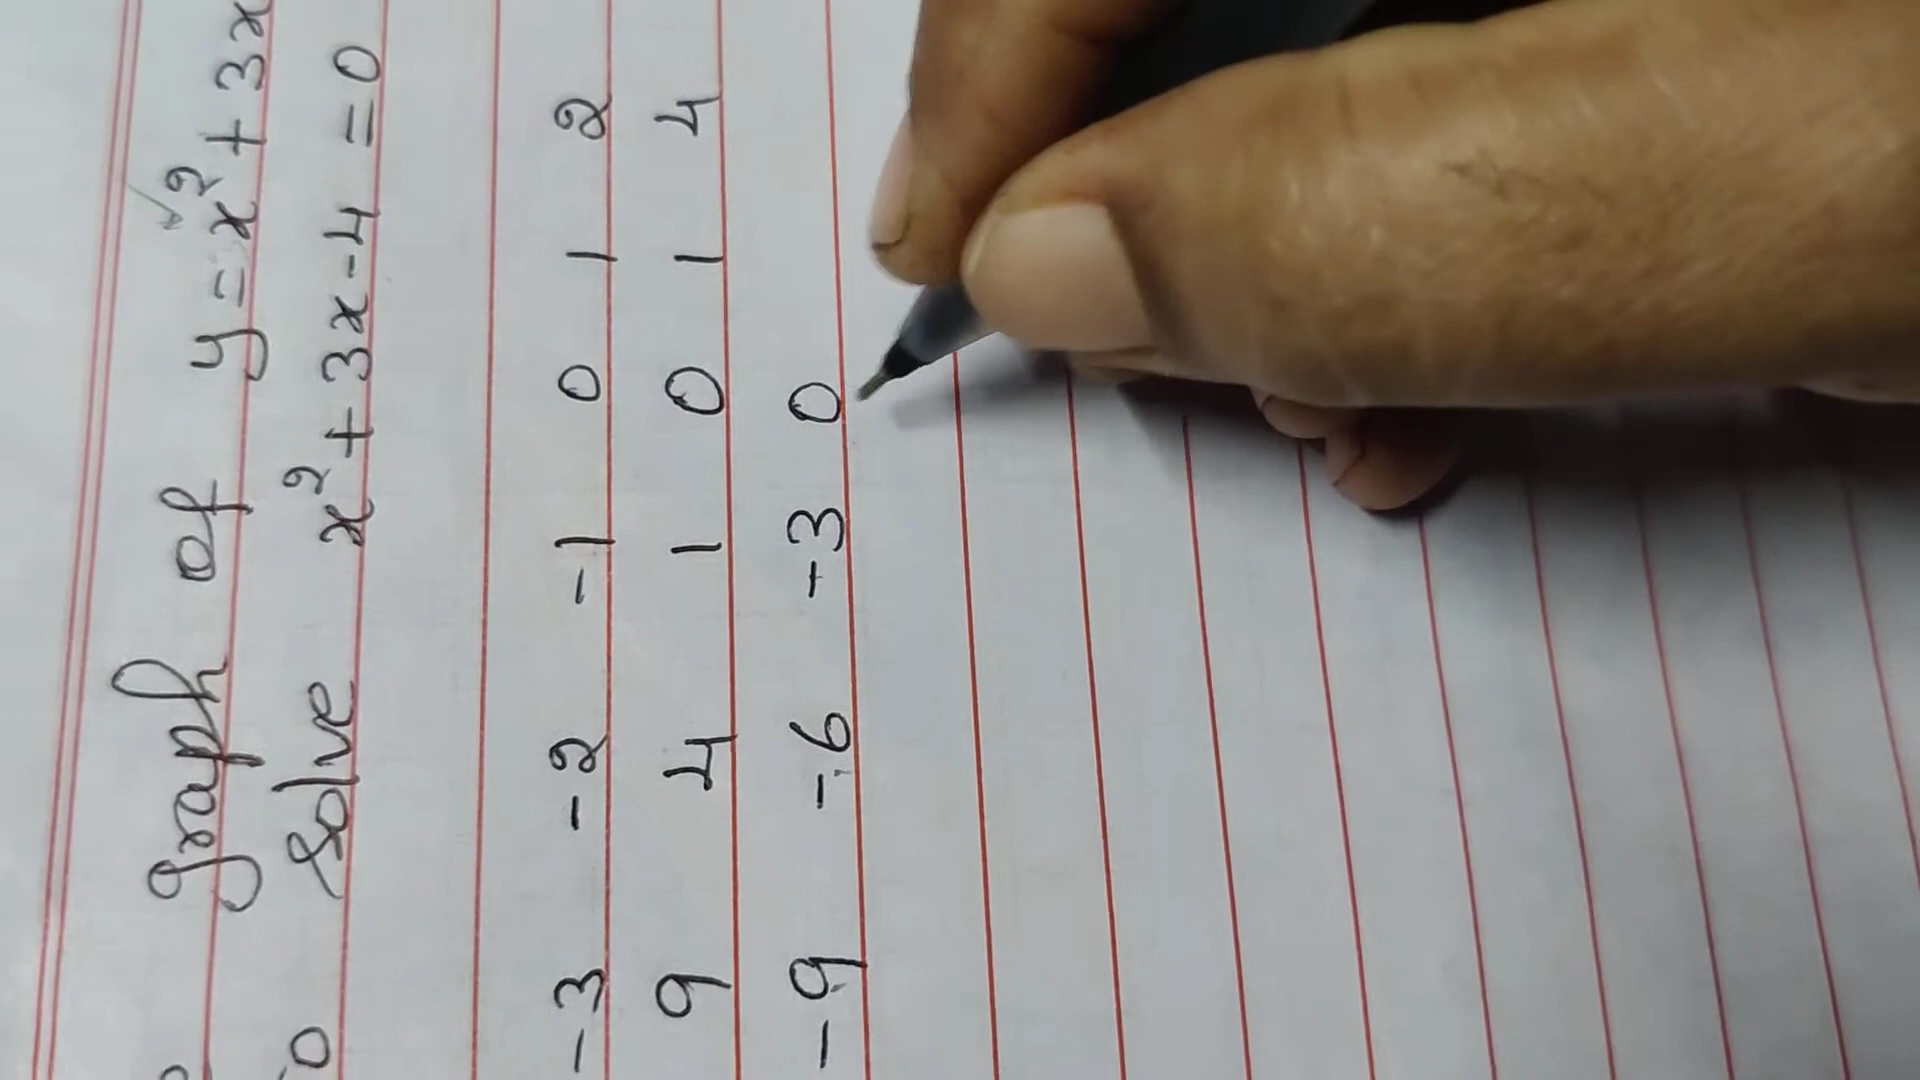 graph of y = x² + 3x
solve x² + 3x - 4 = 0
-3 -2 -1 0 1 2
9 4 1 0 1 4
-9 -6 -3 0